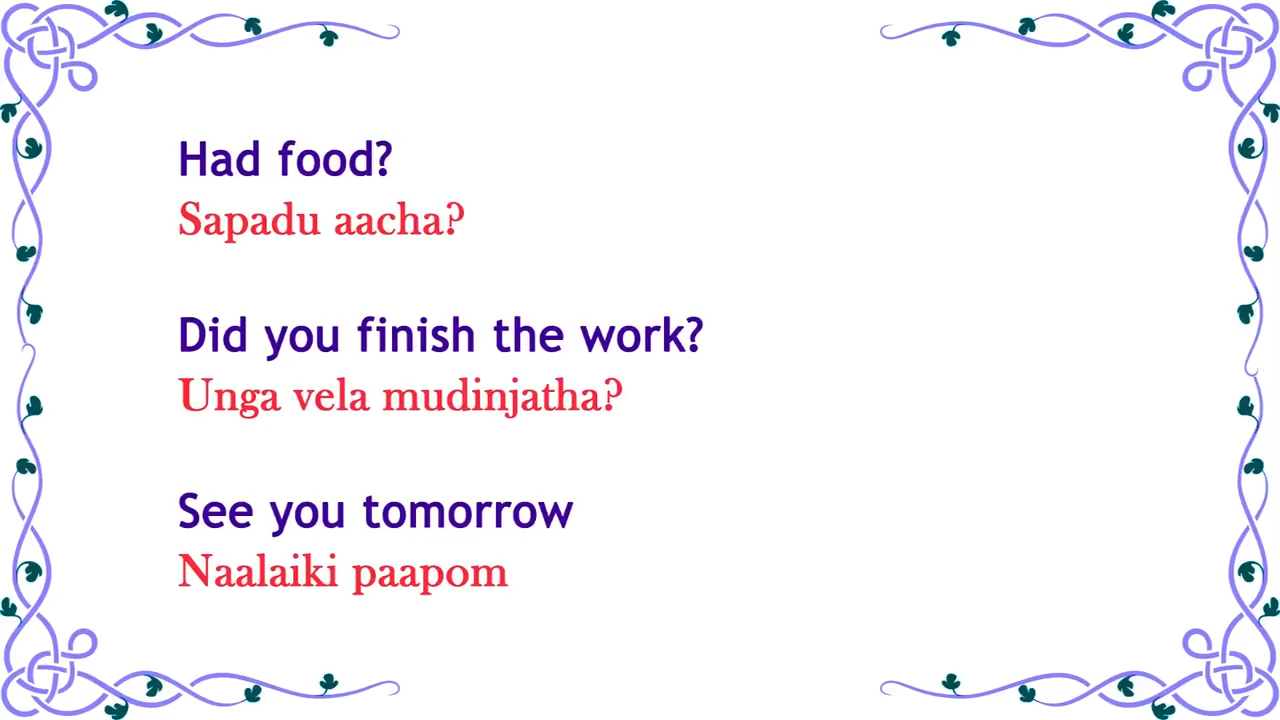 Had food?
Sapadu aacha?
Did you finish the work?
Unga vela mudinjatha?
See you tomorrow
Naalaiki paapom